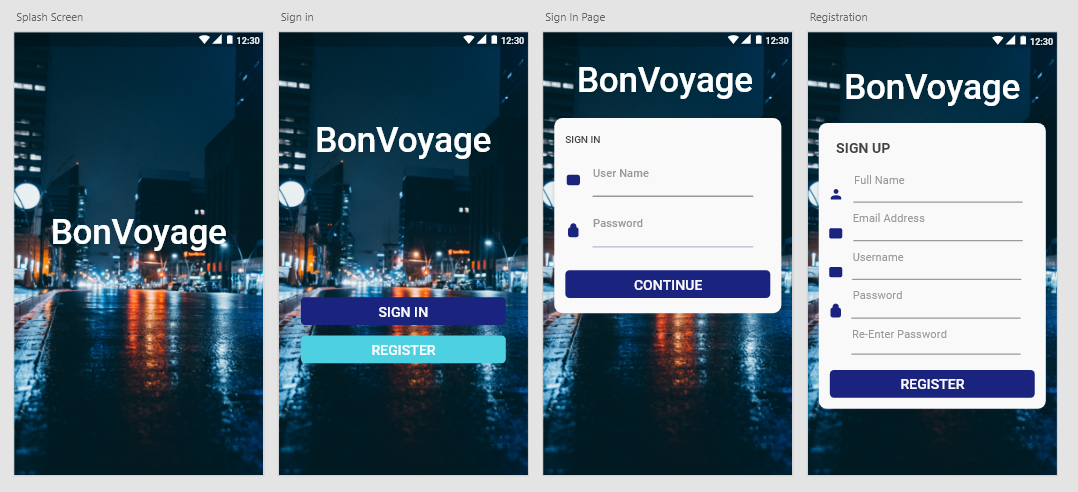 Splash Screen
12:30
BonVoyage
Sign in
12:30
BonVoyage
SIGN IN
REGISTER
Sign In Page
12:30
BonVoyage
SIGN IN
User Name
Password
CONTINUE
Registration
12:30
BonVoyage
SIGN UP
Full Name
Email Address
Username
Password
Re-Enter Password
REGISTER